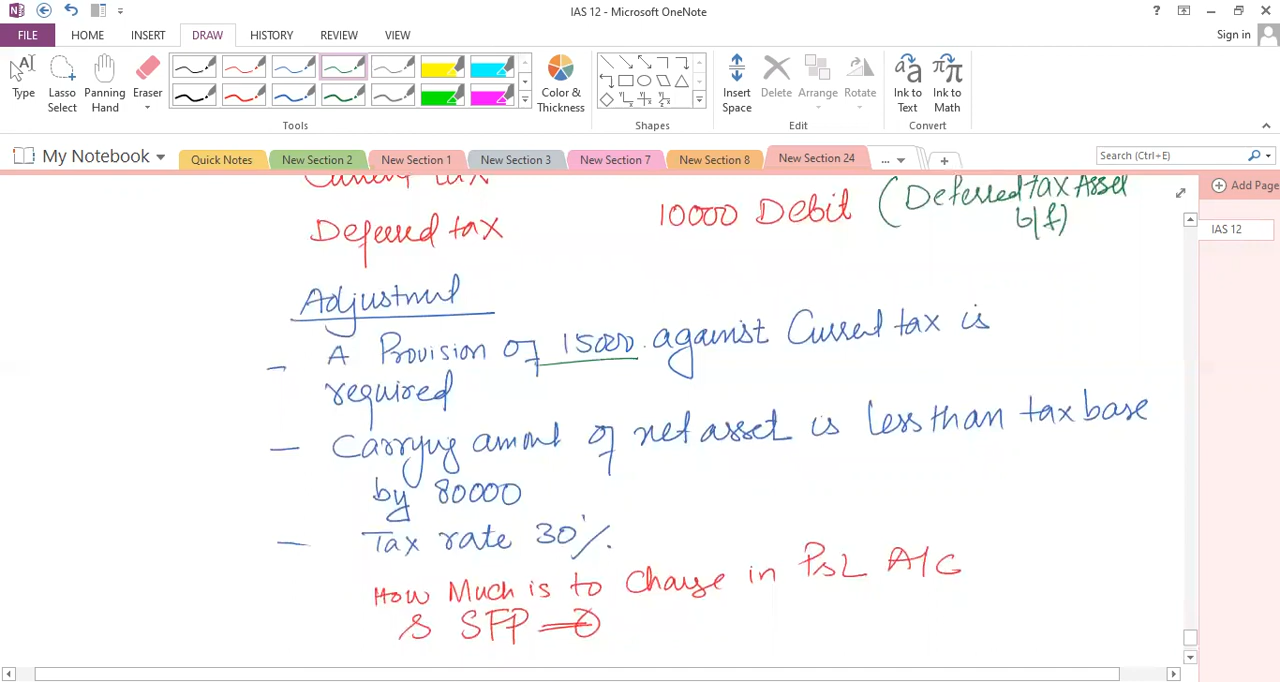 IAS 12 - Microsoft OneNote
FILE HOME INSERT DRAW HISTORY REVIEW VIEW
Sign in
Type
Lasso Select
Panning Hand
Eraser
Color & Thickness
Insert Space
Delete
Arrange
Rotate
Ink to Text
Ink to Math
Tools
Shapes
Edit
Convert
My Notebook
Quick Notes New Section 2 New Section 1 New Section 3 New Section 7 New Section 8 New Section 24 ...
Search (Ctrl+E)
Add Page
IAS 12
Current tax
Deferred tax 10000 Debit (Deferred tax Asset
b/f)
Adjustment
- A Provision of 15000. against Current tax is
required
- Carrying amount of net asset is less than tax base
by 80000
- Tax rate 30%.
How Much is to Charge in P&L A/C
& SFP